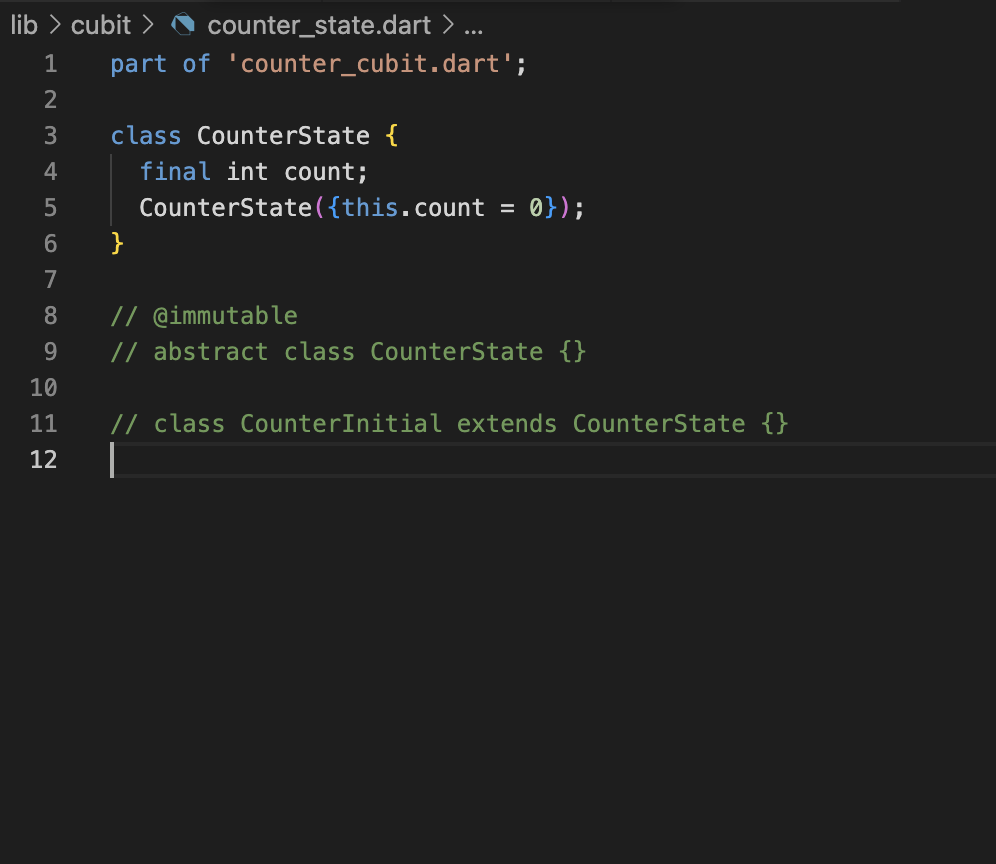 lib > cubit > counter_state.dart > ...
1 part of 'counter_cubit.dart';
2
3 class CounterState {
4   final int count;
5   CounterState({this.count = 0});
6 }
7
8 // @immutable
9 // abstract class CounterState {}
10
11 // class CounterInitial extends CounterState {}
12